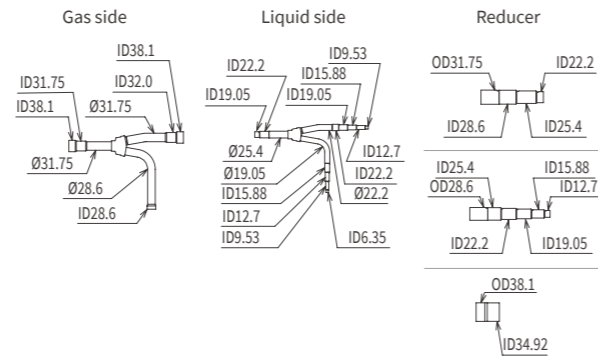 Gas side
Liquid side
Reducer
ID38.1
ID31.75
ID32.0
ID38.1
Ø31.75
Ø31.75
Ø28.6
ID28.6
ID9.53
ID22.2
ID15.88
ID19.05
ID19.05
Ø25.4
ID12.7
Ø19.05
ID22.2
ID15.88
Ø22.2
ID12.7
ID9.53
ID6.35
OD31.75
ID22.2
ID28.6
ID25.4
ID25.4
ID15.88
OD28.6
ID12.7
ID22.2
ID19.05
OD38.1
ID34.92